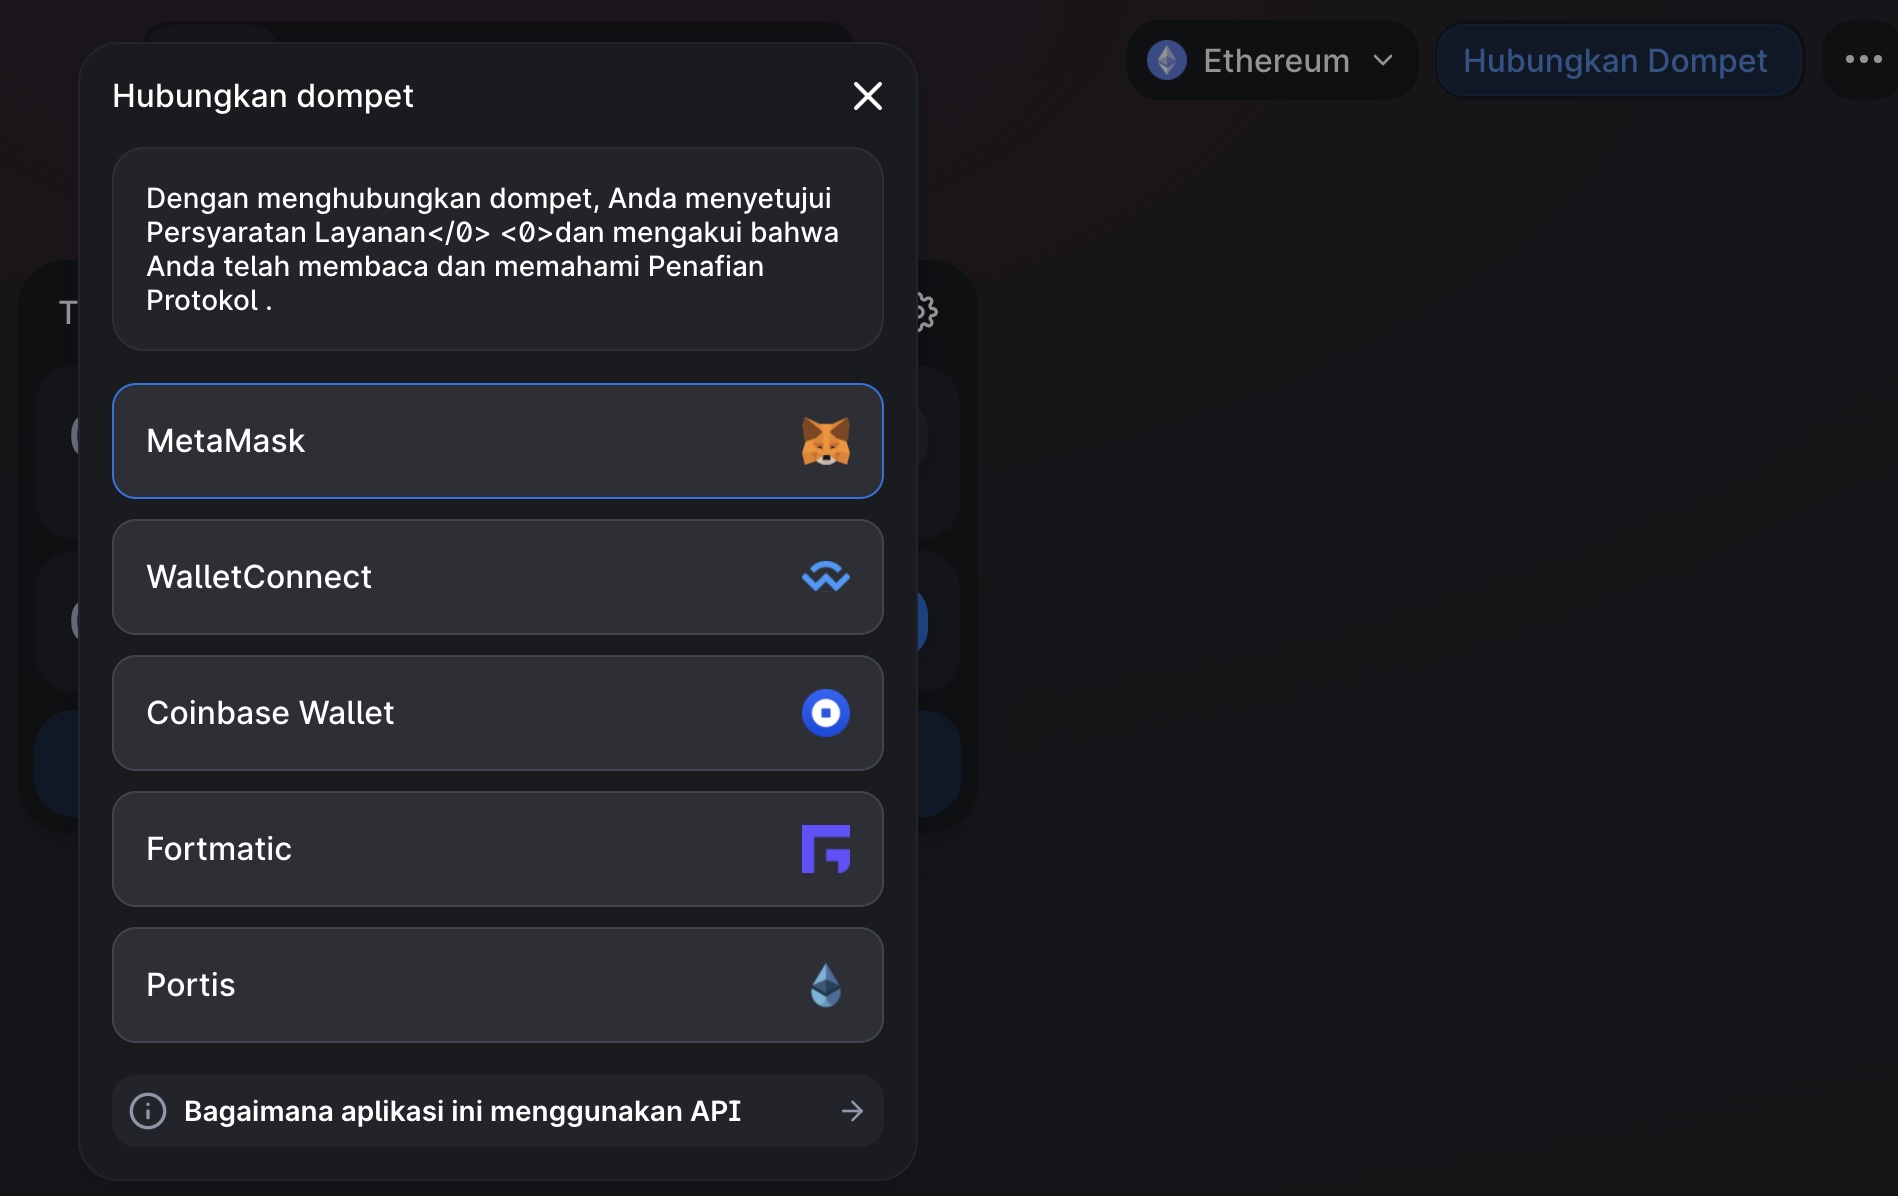 Ethereum
Hubungkan Dompet
Hubungkan dompet
Dengan menghubungkan dompet, Anda menyetujui
Persyaratan Layanan</0> <0>dan mengakui bahwa
Anda telah membaca dan memahami Penafian
Protokol .
MetaMask
WalletConnect
Coinbase Wallet
Fortmatic
Portis
Bagaimana aplikasi ini menggunakan API